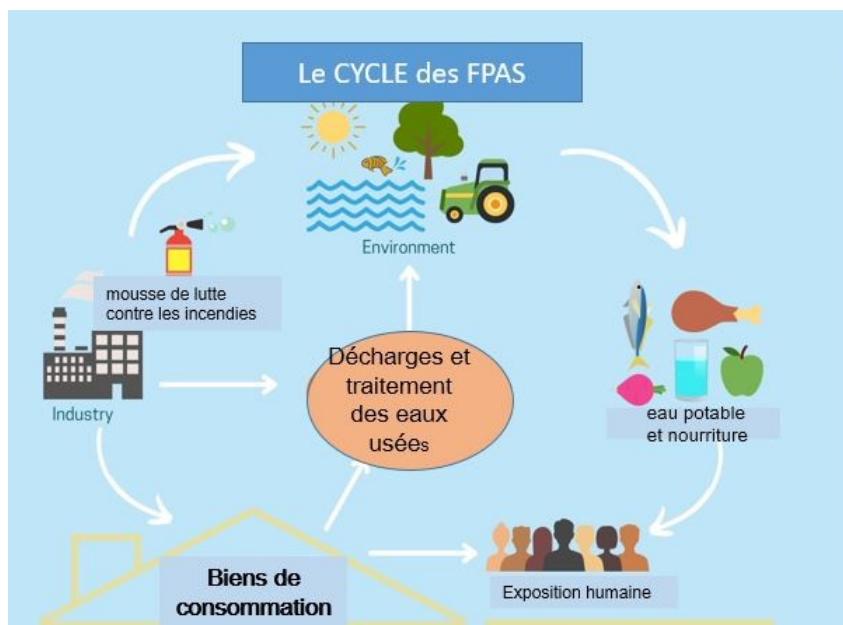 Le CYCLE des FPAS
Environment
mousse de lutte
contre les incendies
Industry
Décharges et
traitement
des eaux
usées
eau potable
et nourriture
Biens de
consommation
Exposition humaine